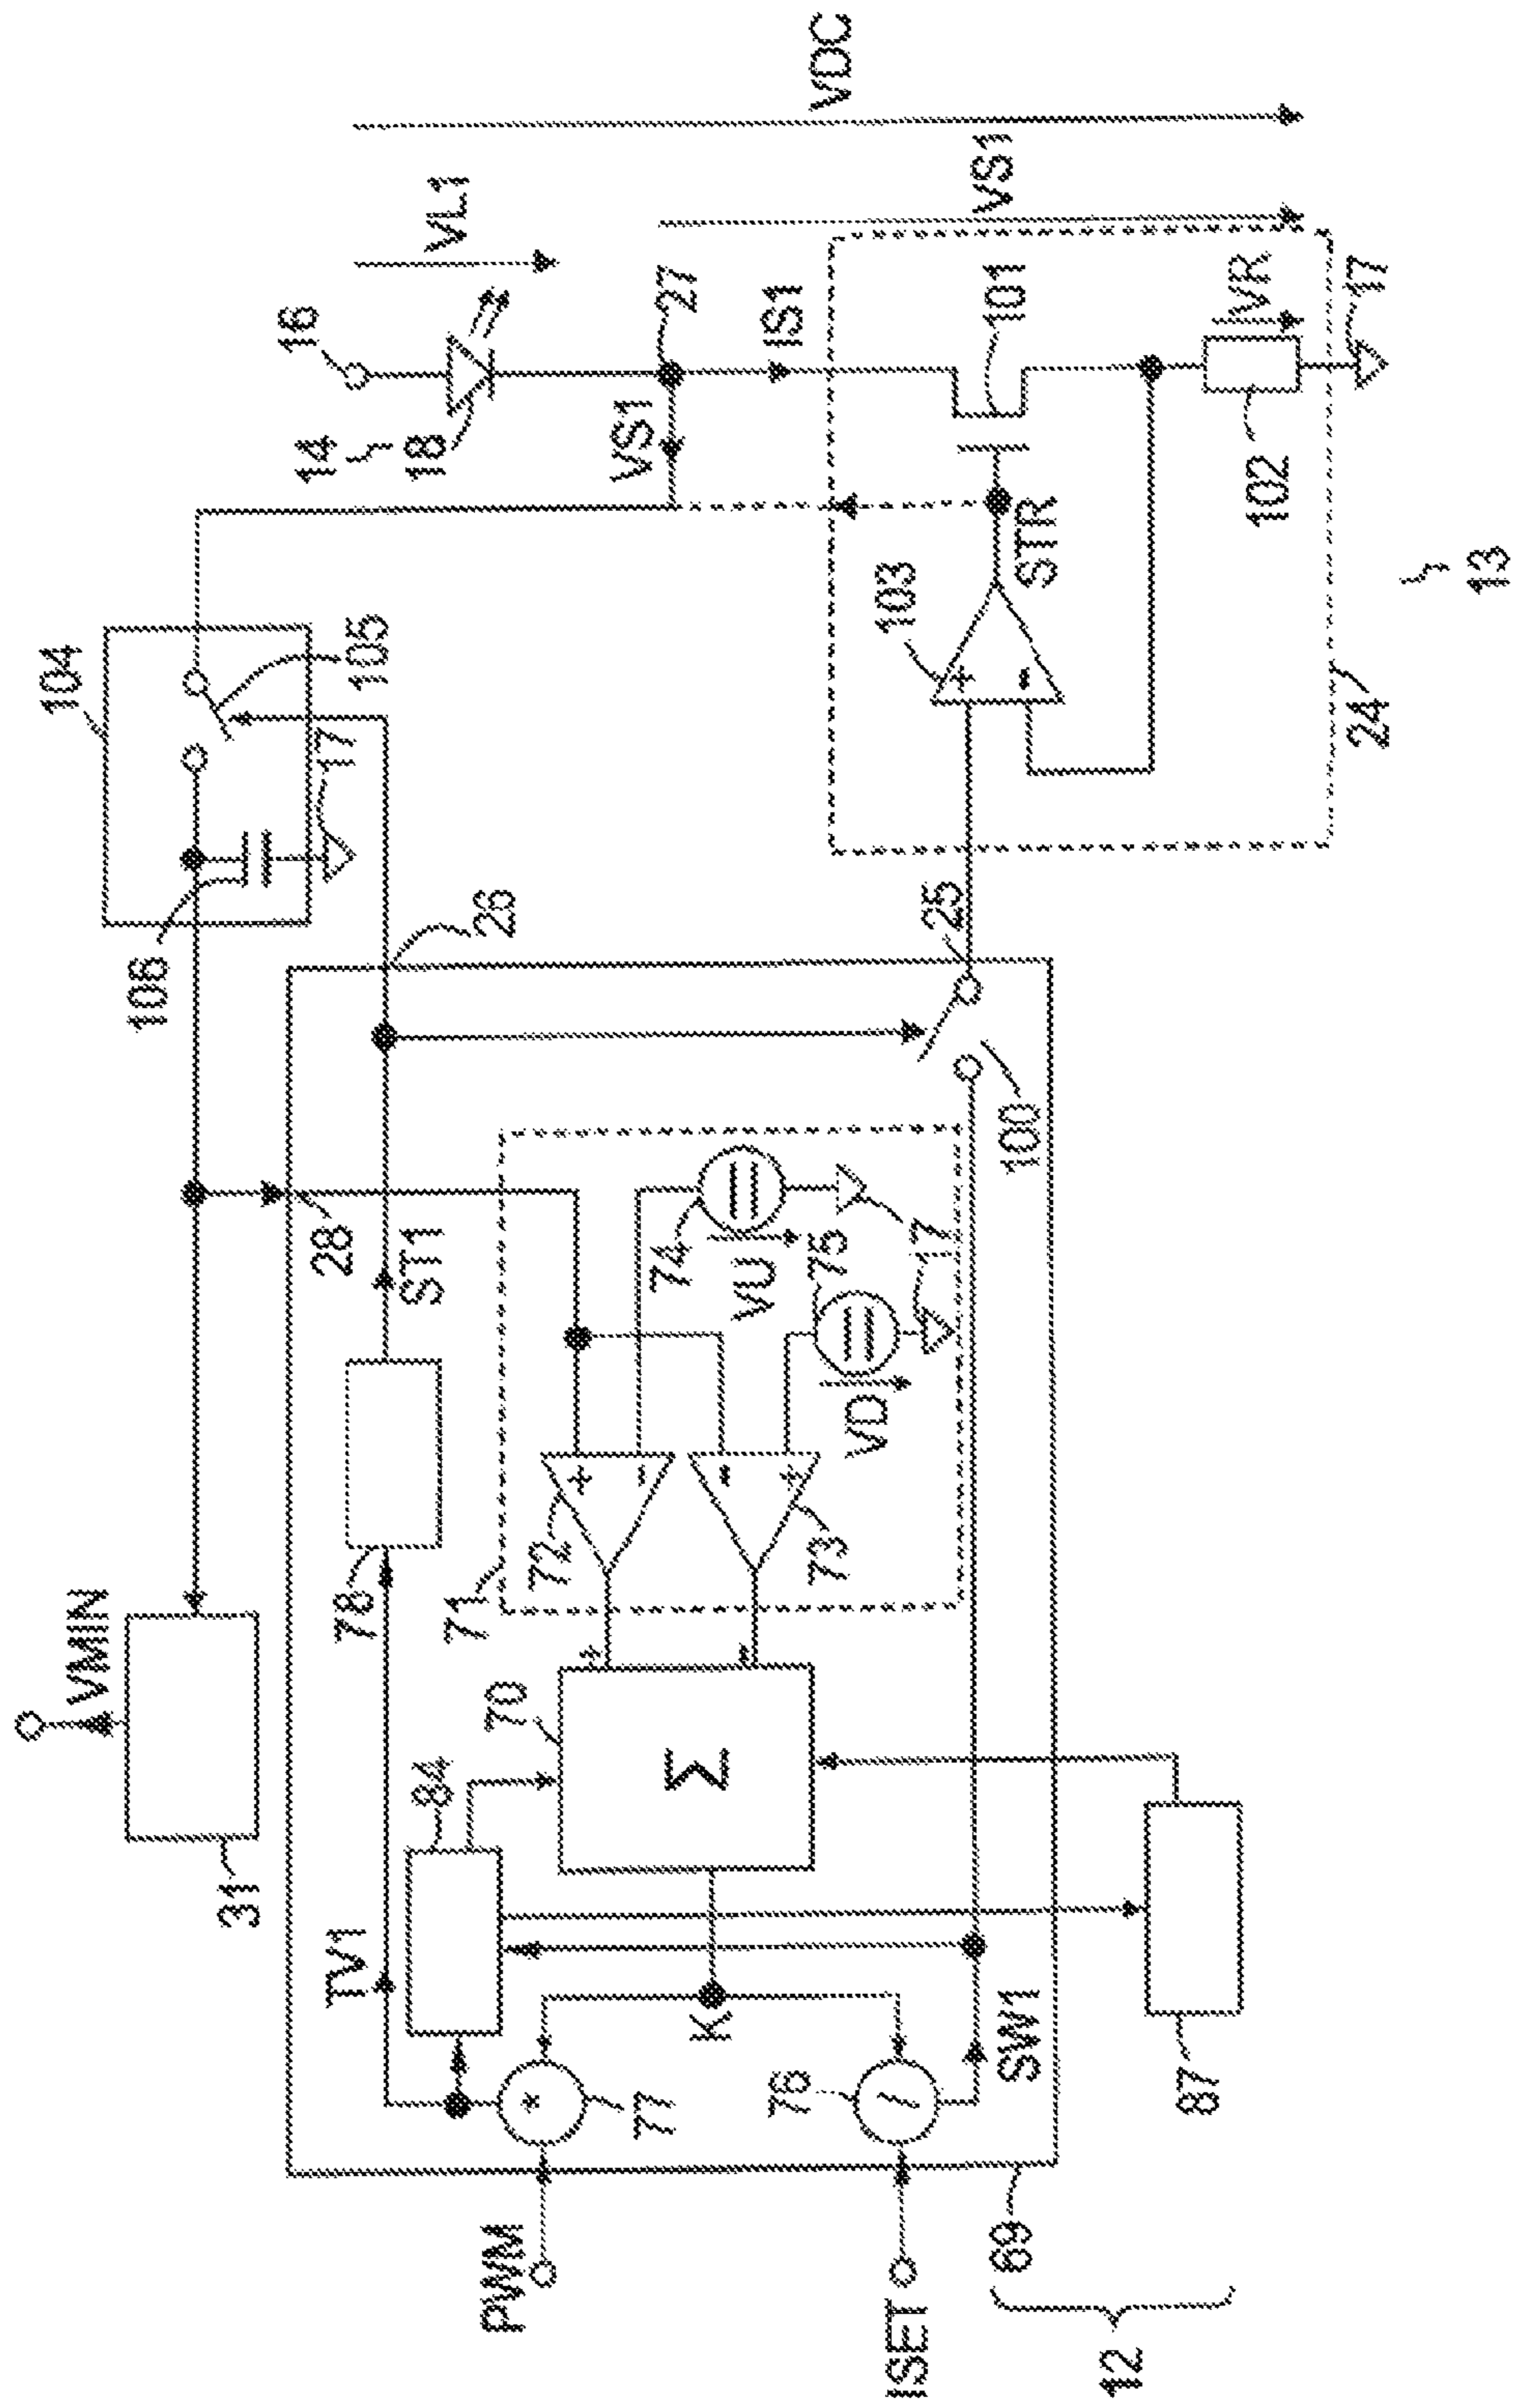 VMIN
31
104
106
105
17
28
26
TV1
78
ST1
84
70
Σ
71
72
+
-
73
-
+
+
-
74
VU
75
VD
17
K
*
77
76
/
SW1
87
PWM
ISET
69
12
100
25
16
14
18
VL1
VDC
27
VS1
VS1
IS1
101
103
+
-
STR
102
VR
17
24
13